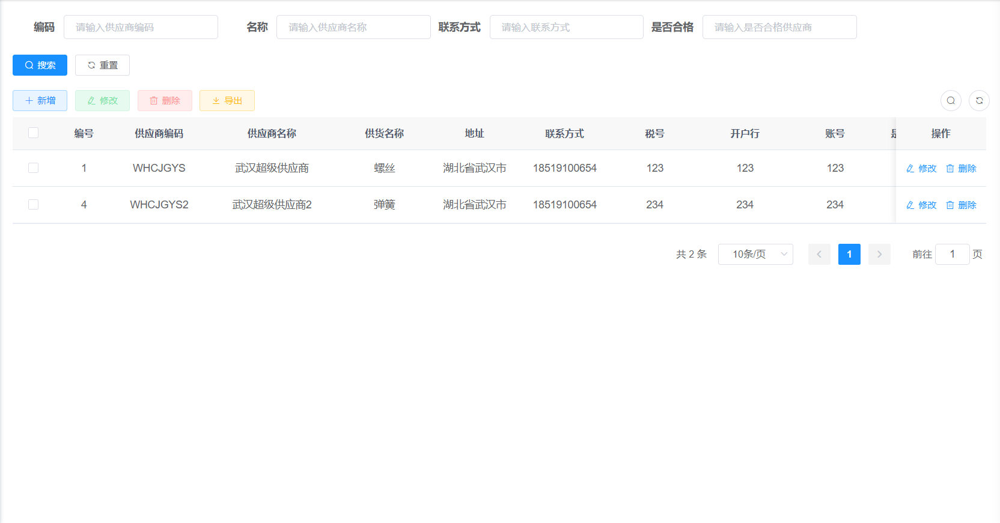 编码 请输入供应商编码 名称 请输入供应商名称 联系方式 请输入联系方式 是否合格 请输入是否合格供应商
搜索 重置
新增 修改 删除 导出
编号 供应商编码 供应商名称 供货名称 地址 联系方式 税号 开户行 账号 操作
1 WHCJGYS 武汉超级供应商 螺丝 湖北省武汉市 18519100654 123 123 123 修改 删除
4 WHCJGYS2 武汉超级供应商2 弹簧 湖北省武汉市 18519100654 234 234 234 修改 删除
共 2 条 10条/页 1 前往 1 页